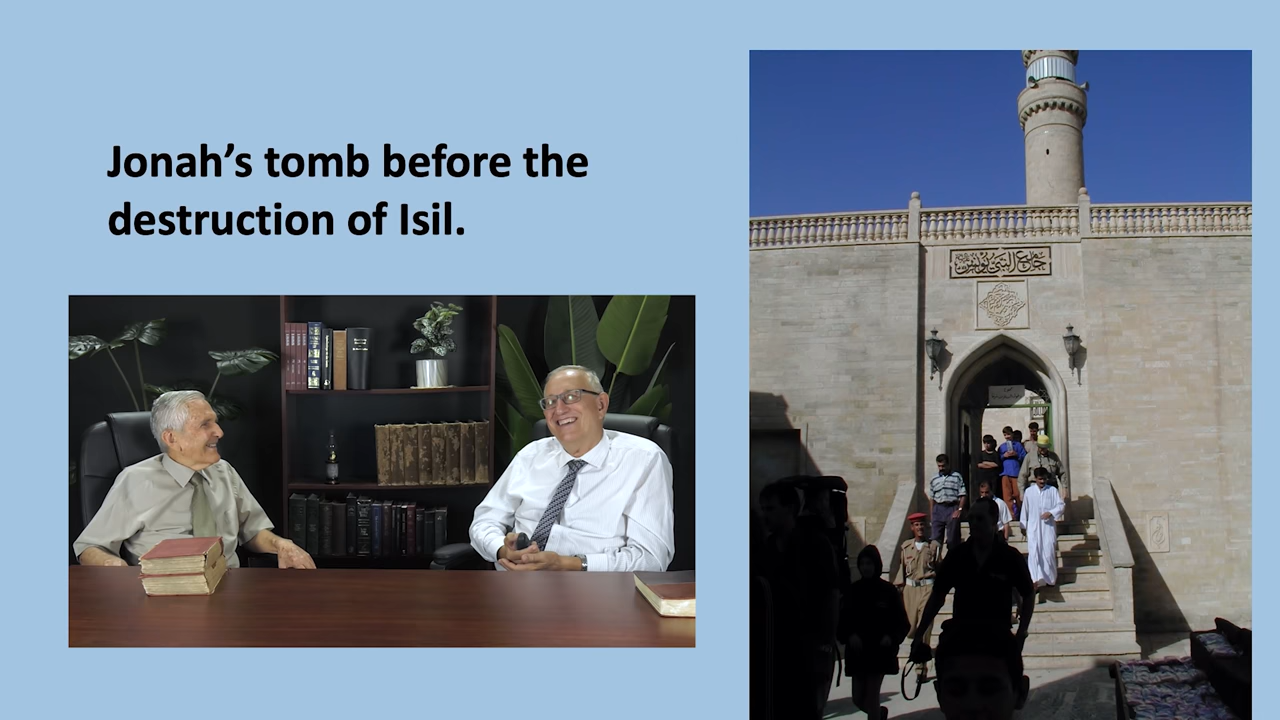 Jonah’s tomb before the
destruction of Isil.
جامع النبي يونس